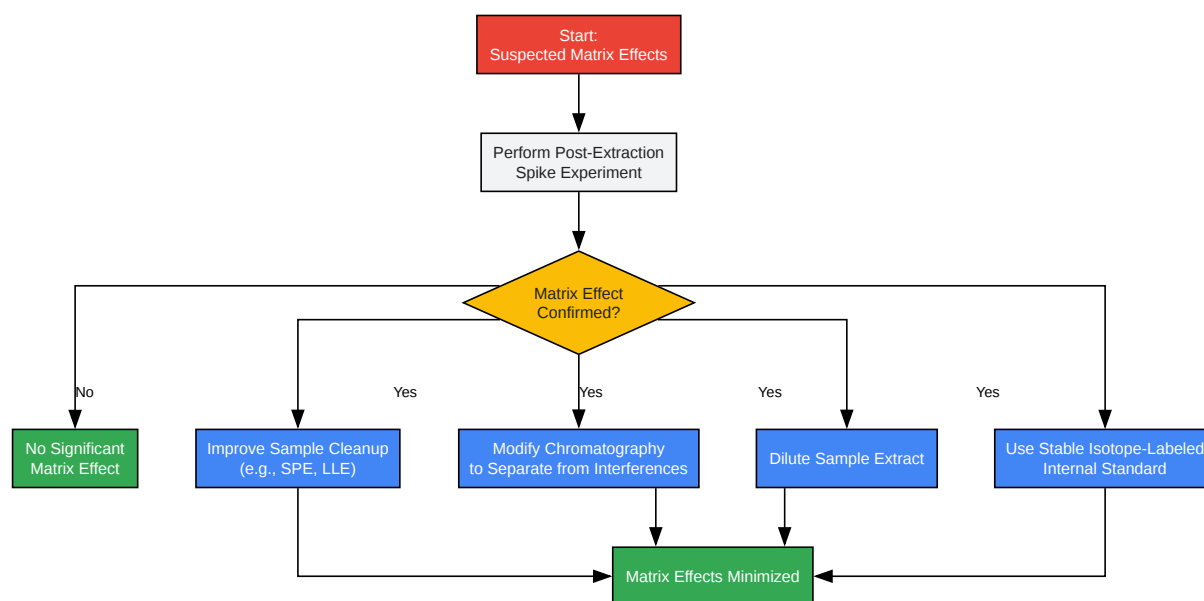 Start:
Suspected Matrix Effects
Perform Post-Extraction
Spike Experiment
Matrix Effect
Confirmed?
No
Yes
Yes
Yes
Yes
No Significant
Matrix Effect
Improve Sample Cleanup
(e.g., SPE, LLE)
Modify Chromatography
to Separate from Interferences
Dilute Sample Extract
Use Stable Isotope-Labeled
Internal Standard
Matrix Effects Minimized